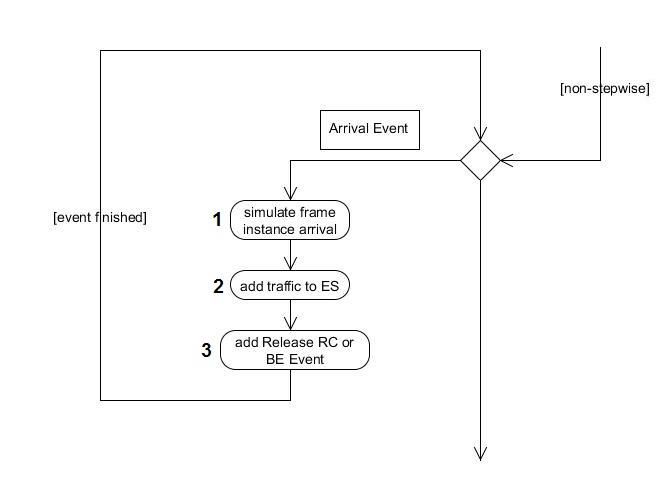 [non-stepwise]
Arrival Event
[event finished]
1
simulate frame
instance arrival
2
add traffic to ES
3
add Release RC or
BE Event